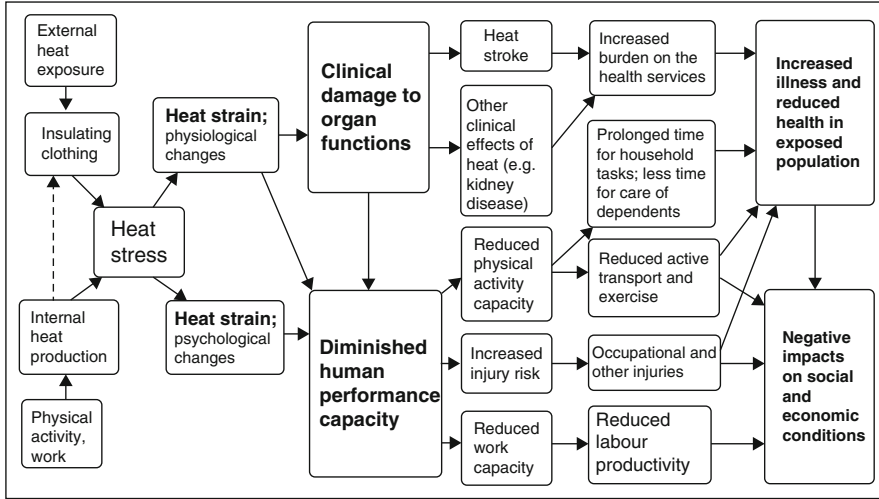 External
heat
exposure
Insulating
clothing
Heat
stress
Internal
heat
production
Physical
activity,
work
Heat strain;
physiological
changes
Heat strain;
psychological
changes
Clinical
damage to
organ
functions
Diminished
human
performance
capacity
Heat
stroke
Other
clinical
effects of
heat (e.g.
kidney
disease)
Reduced
physical
activity
capacity
Increased
injury risk
Reduced
work
capacity
Increased
burden on the
health services
Prolonged time
for household
tasks; less time
for care of
dependents
Reduced active
transport and
exercise
Occupational and
other injuries
Reduced
labour
productivity
Increased
illness and
reduced
health in
exposed
population
Negative
impacts
on social
and
economic
conditions